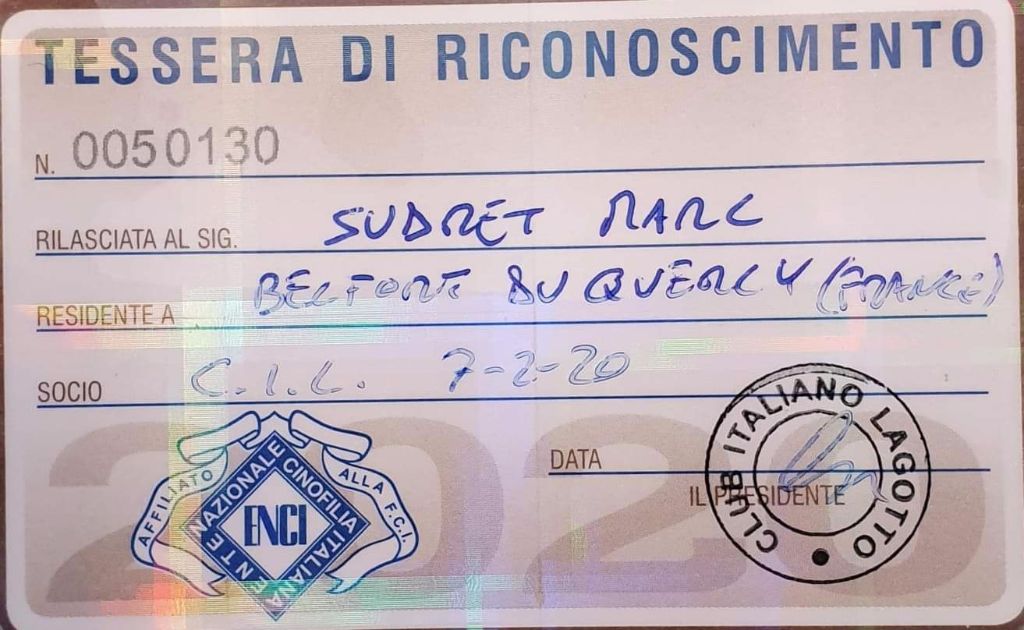 TESSERA DI RICONOSCIMENTO
N. 0050130
RILASCIATA AL SIG. SUDRET MARC
RESIDENTE A BELFORT DU QUERCY (FRANCE)
SOCIO C.I.L. 7-2-20
2020
AFFILIATO ALLA F.C.I.
ENTE NAZIONALE CINOFILIA ITALIANA
ENCI
DATA
IL PRESIDENTE
CLUB ITALIANO LAGOTTO